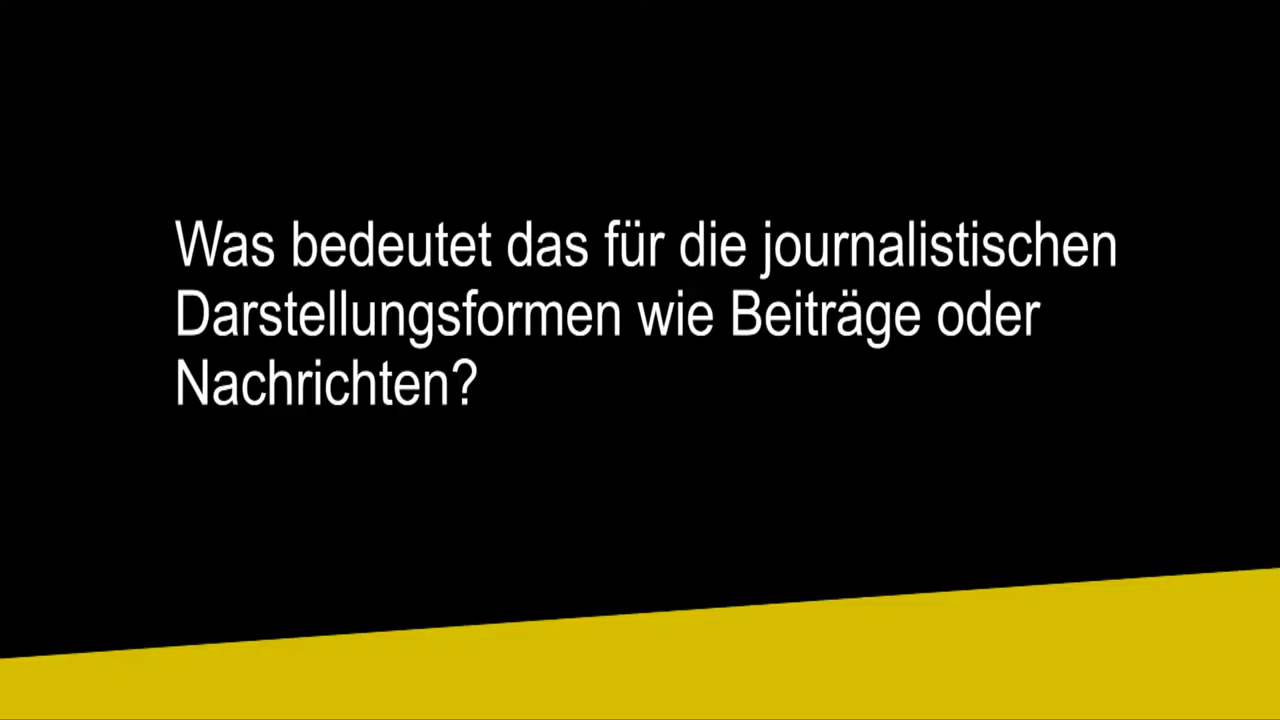 Was bedeutet das für die journalistischen
Darstellungsformen wie Beiträge oder
Nachrichten?